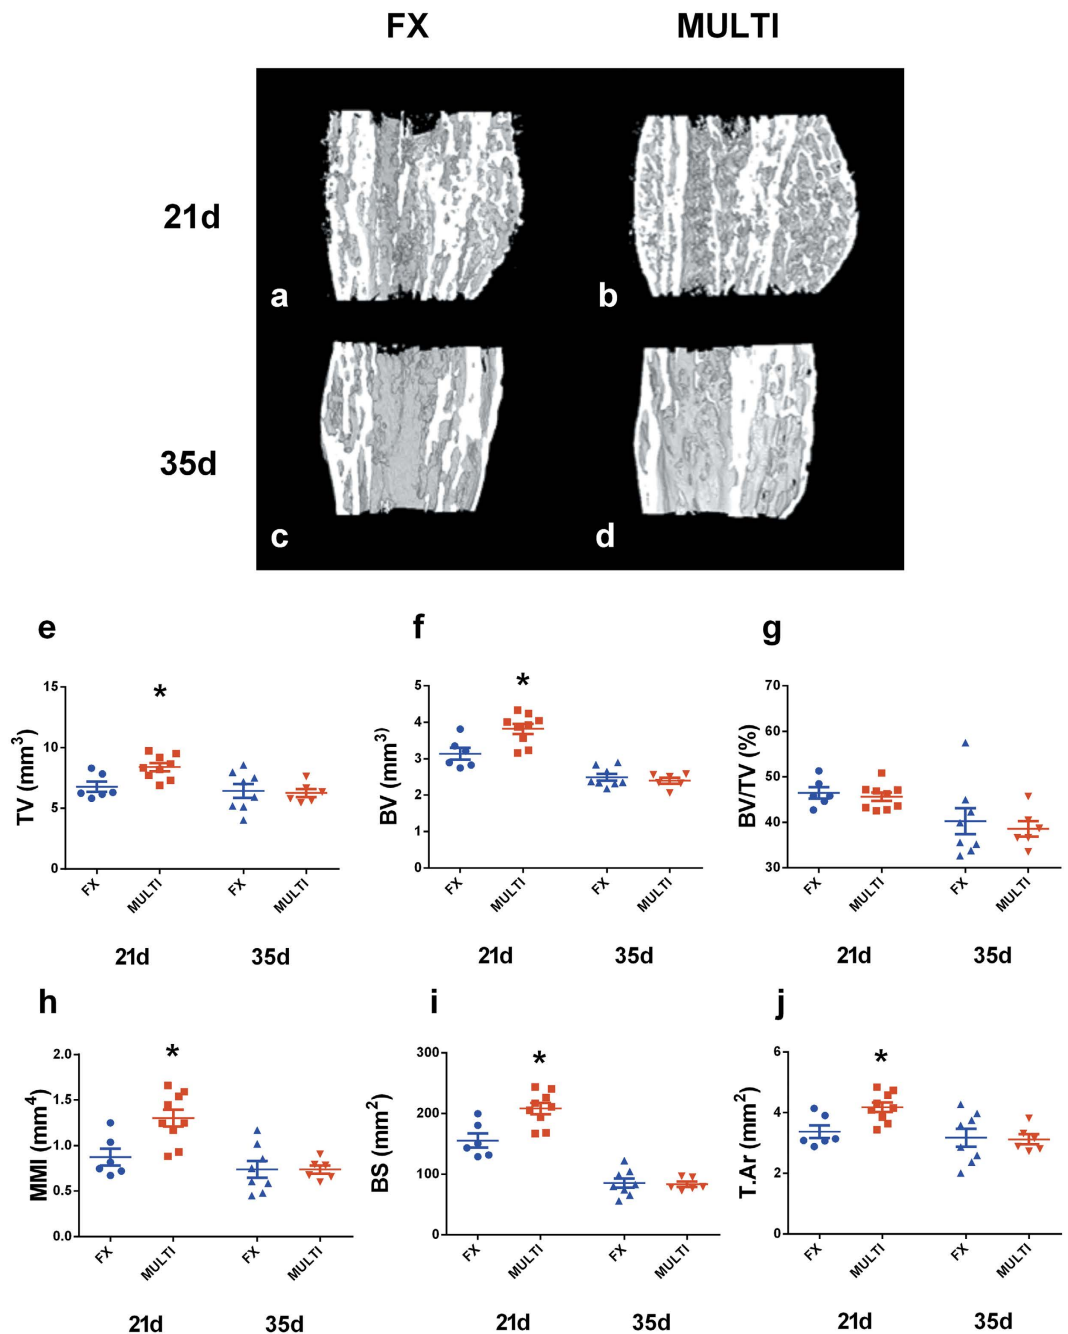 FX MULTI
21d
a b
35d
c d
e f g
TV (mm³)
15
10
5
0
*
FX MULTI FX MULTI
21d 35d
BV (mm³)
5
4
3
2
1
0
*
FX MULTI FX MULTI
21d 35d
BV/TV (%)
70
60
50
40
30
FX MULTI FX MULTI
21d 35d
h i j
MMI (mm⁴)
2.0
1.5
1.0
0.5
0.0
*
FX MULTI FX MULTI
21d 35d
BS (mm²)
300
200
100
0
*
FX MULTI FX MULTI
21d 35d
T.Ar (mm²)
6
4
2
0
*
FX MULTI FX MULTI
21d 35d